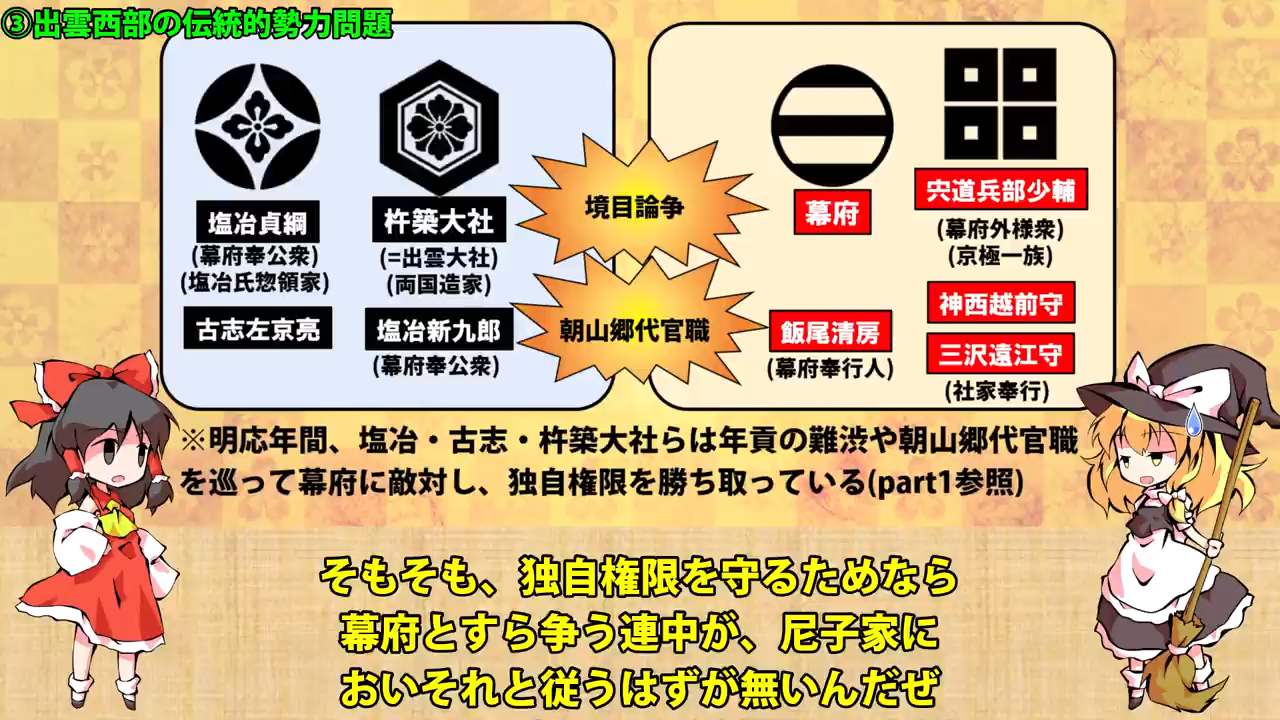 ③出雲西部の伝統的勢力問題
塩冶貞綱
(幕府奉公衆)
(塩冶氏惣領家)
古志左京亮
杵築大社
(=出雲大社)
(両国造家)
塩冶新九郎
(幕府奉公衆)
境目論争
朝山郷代官職
幕府
飯尾清房
(幕府奉行人)
宍道兵部少輔
(幕府外様衆)
(京極一族)
神西越前守
三沢遠江守
(社家奉行)
※明応年間、塩冶・古志・杵築大社らは年貢の難渋や朝山郷代官職
を巡って幕府に敵対し、独自権限を勝ち取っている(part1参照)
そもそも、独自権限を守るためなら
幕府とすら争う連中が、尼子家に
おいそれと従うはずが無いんだぜ